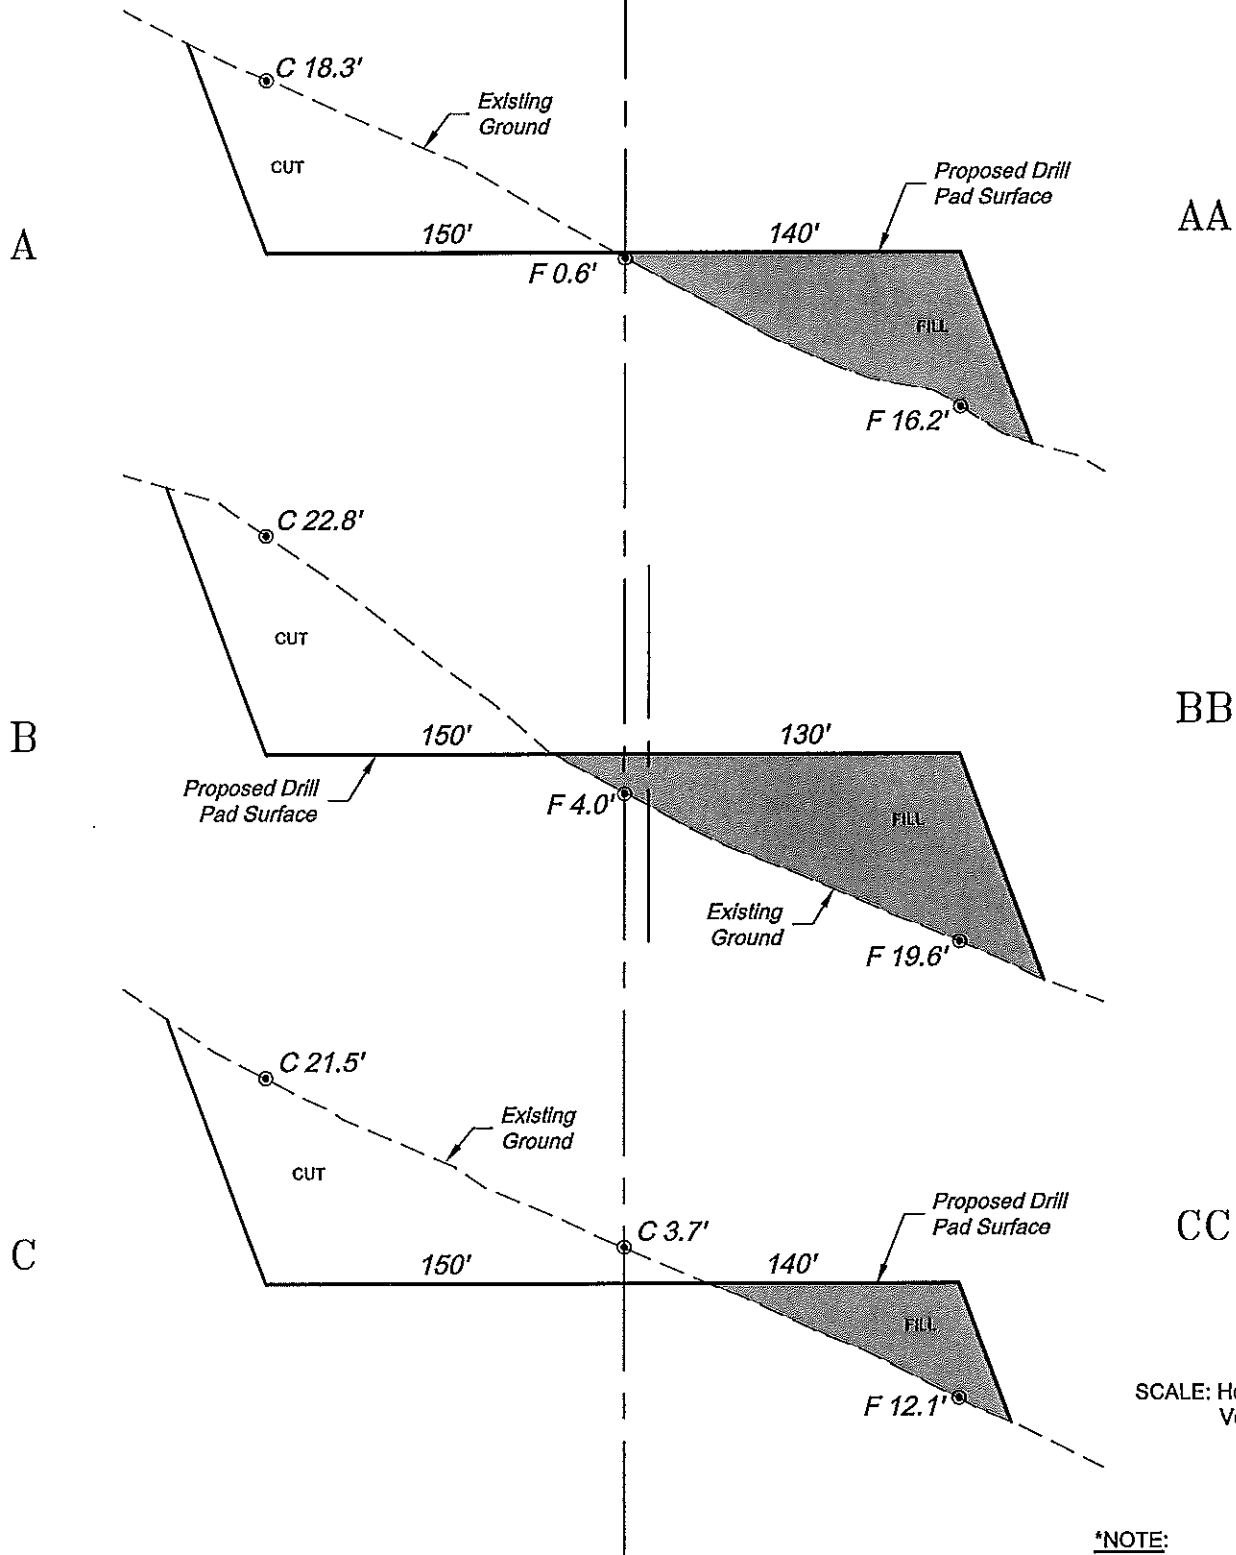 C 18.3'
Existing
Ground
CUT
Proposed Drill
Pad Surface
A
150'
140'
AA
F 0.6'
FILL
F 16.2'
C 22.8'
CUT
B
150'
130'
BB
Proposed Drill
Pad Surface
F 4.0'
FILL
Existing
Ground
F 19.6'
C 21.5'
Existing
Ground
CUT
Proposed Drill
Pad Surface
C
150'
C 3.7'
140'
CC
FILL
F 12.1'
SCALE: Ho
*NOTE: